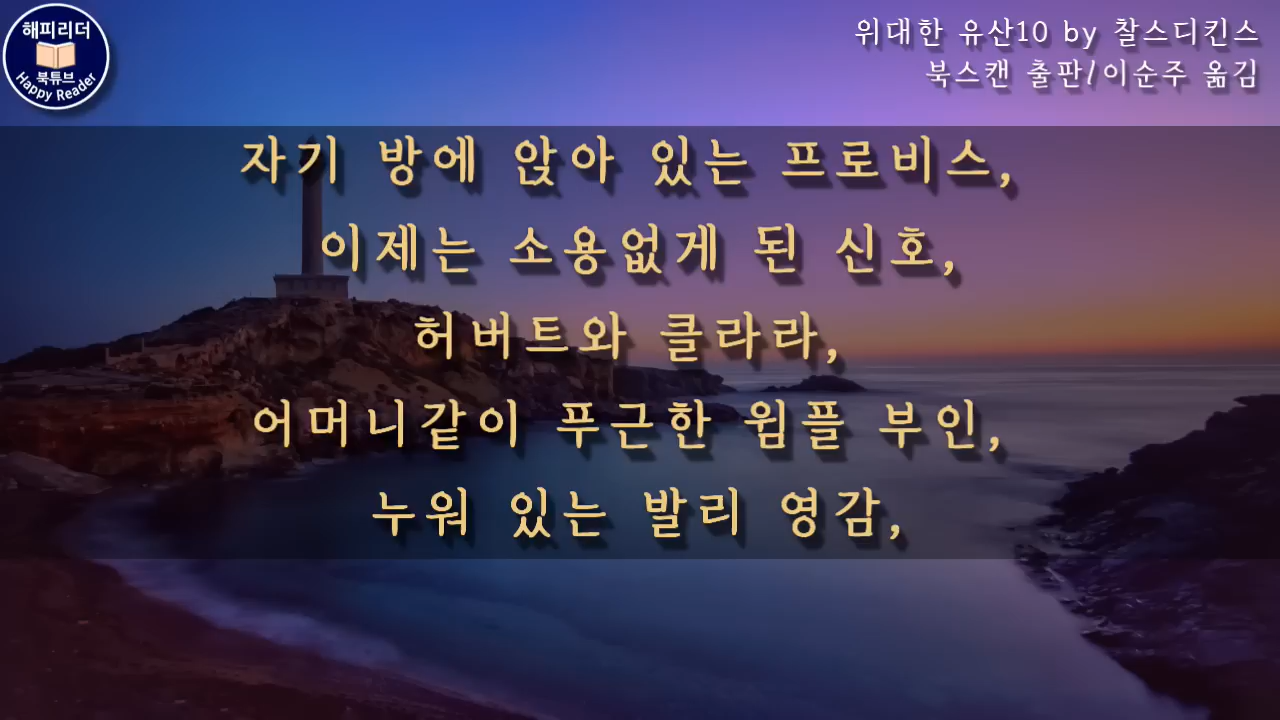 해피리더
북튜브
Happy Reader
위대한 유산10 by 찰스디킨스
북스캔 출판/이순주 옮김
자기 방에 앉아 있는 프로비스,
이제는 소용없게 된 신호,
허버트와 클라라,
어머니같이 푸근한 윔플 부인,
누워 있는 발리 영감,